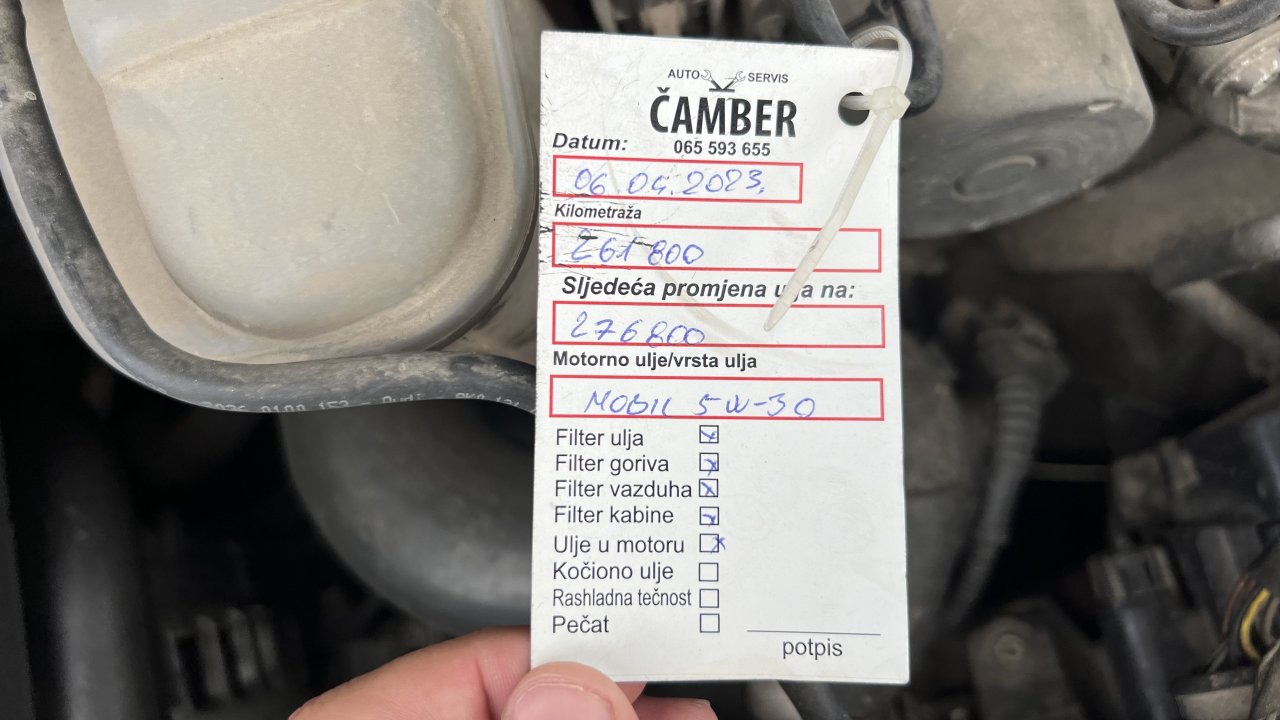 AUTO SERVIS
ČAMBER
065 593 655
Datum:
06.04.2023.
Kilometraža
261 800
Sljedeća promjena ulja na:
276800
Motorno ulje/vrsta ulja
MOBIL 5W-30
Filter ulja
Filter goriva
Filter vazduha
Filter kabine
Ulje u motoru
Kočiono ulje
Rashladna tečnost
Pečat
potpis